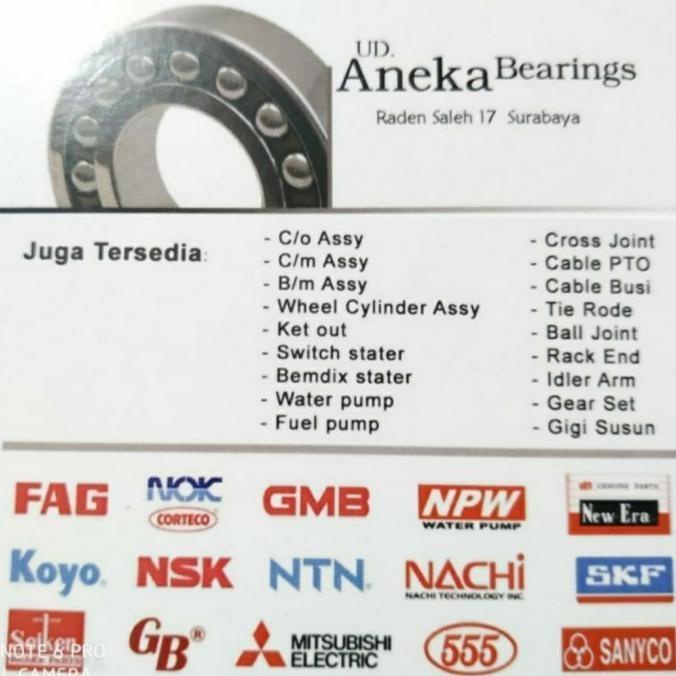 UD.
Aneka Bearings
Raden Saleh 17 Surabaya
Juga Tersedia:
- C/o Assy
- C/m Assy
- B/m Assy
- Wheel Cylinder Assy
- Ket out
- Switch stater
- Bemdix stater
- Water pump
- Fuel pump
- Cross Joint
- Cable PTO
- Cable Busi
- Tie Rode
- Ball Joint
- Rack End
- Idler Arm
- Gear Set
- Gigi Susun
FAG
NOK
CORTECO
GMB
NPW
WATER PUMP
GENUINE PARTS
New Era
Koyo
NSK
NTN
NACHi
NACHI TECHNOLOGY INC.
SKF
Seiken
GB®
MITSUBISHI
ELECTRIC
555
SANYCO
NOTE 6 PRO
CAMERA